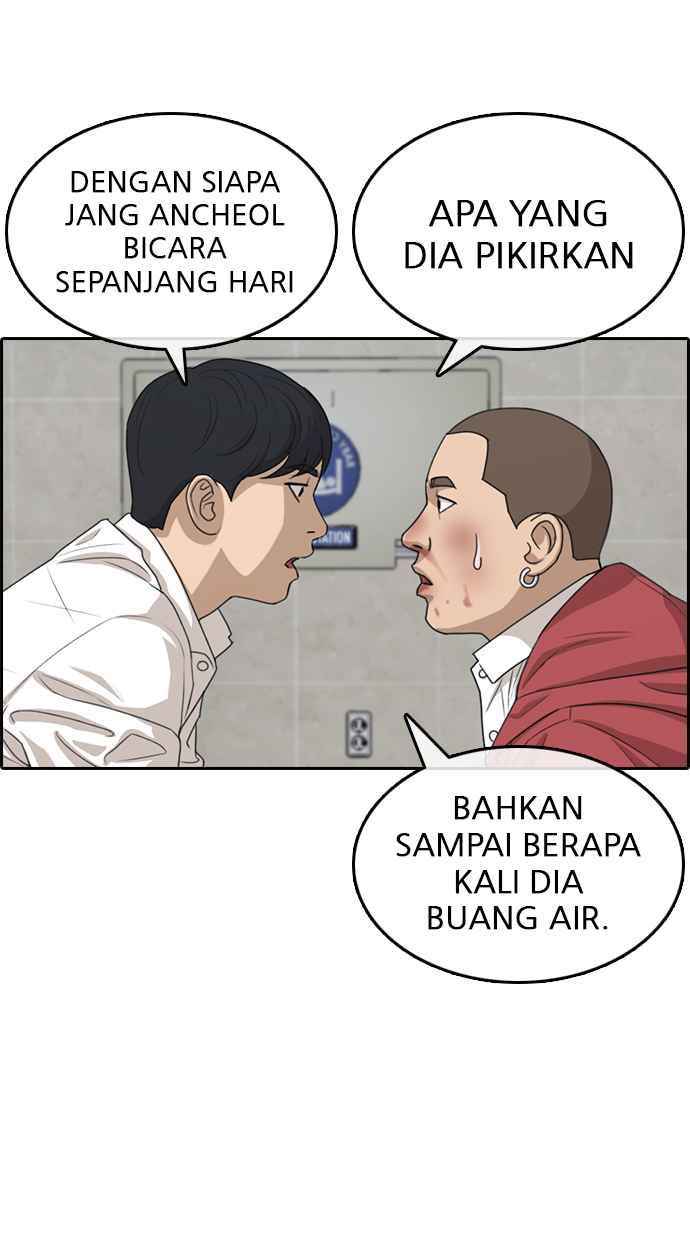 DENGAN SIAPA
JANG ANCHEOL
BICARA
SEPANJANG HARI
APA YANG
DIA PIKIRKAN
BAHKAN
SAMPAI BERAPA
KALI DIA
BUANG AIR.